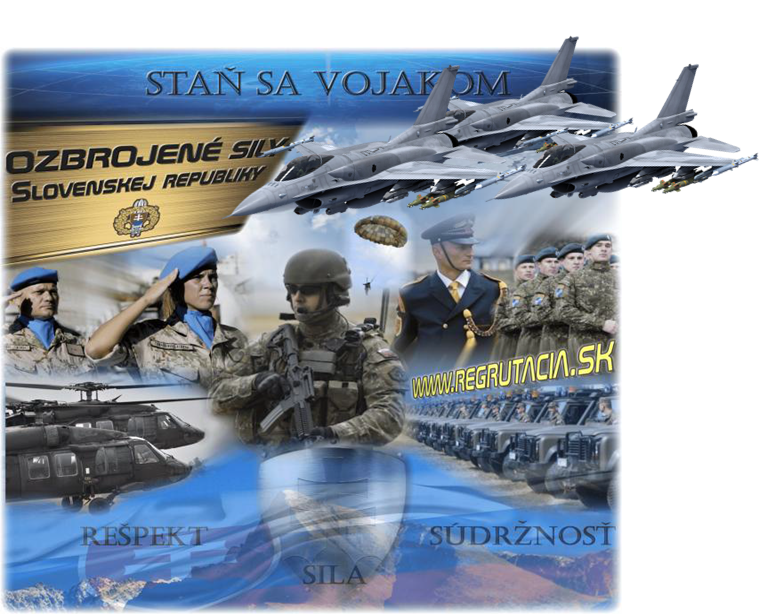 STAŇ SA VOJAKOM
OZBROJENÉ SILY
SLOVENSKEJ REPUBLIKY
WWW.REGRUTACIA.SK
REŠPEKT
SÚDRŽNOSŤ
SILA